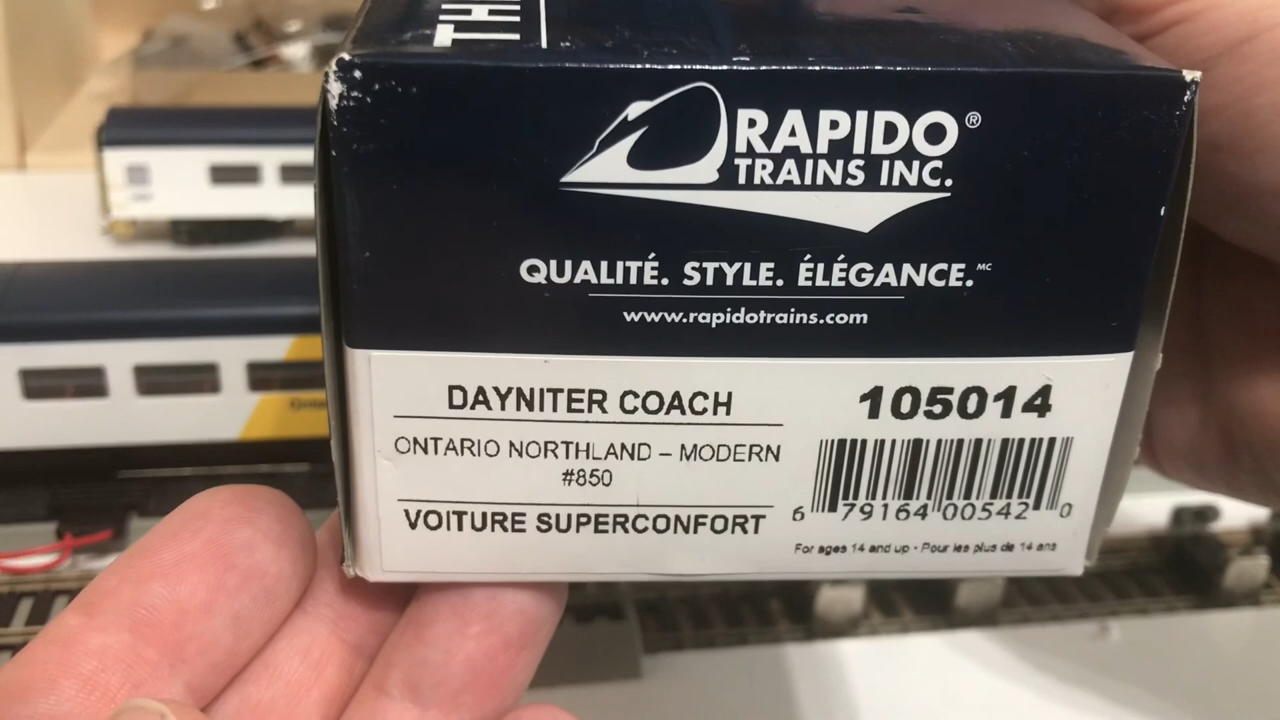 RAPIDO®
TRAINS INC.
QUALITÉ. STYLE. ÉLÉGANCE.MC
www.rapidotrains.com
DAYNITER COACH
105014
ONTARIO NORTHLAND – MODERN
#850
VOITURE SUPERCONFORT
6 79164 00542 0
For ages 14 and up • Pour les plus de 14 ans